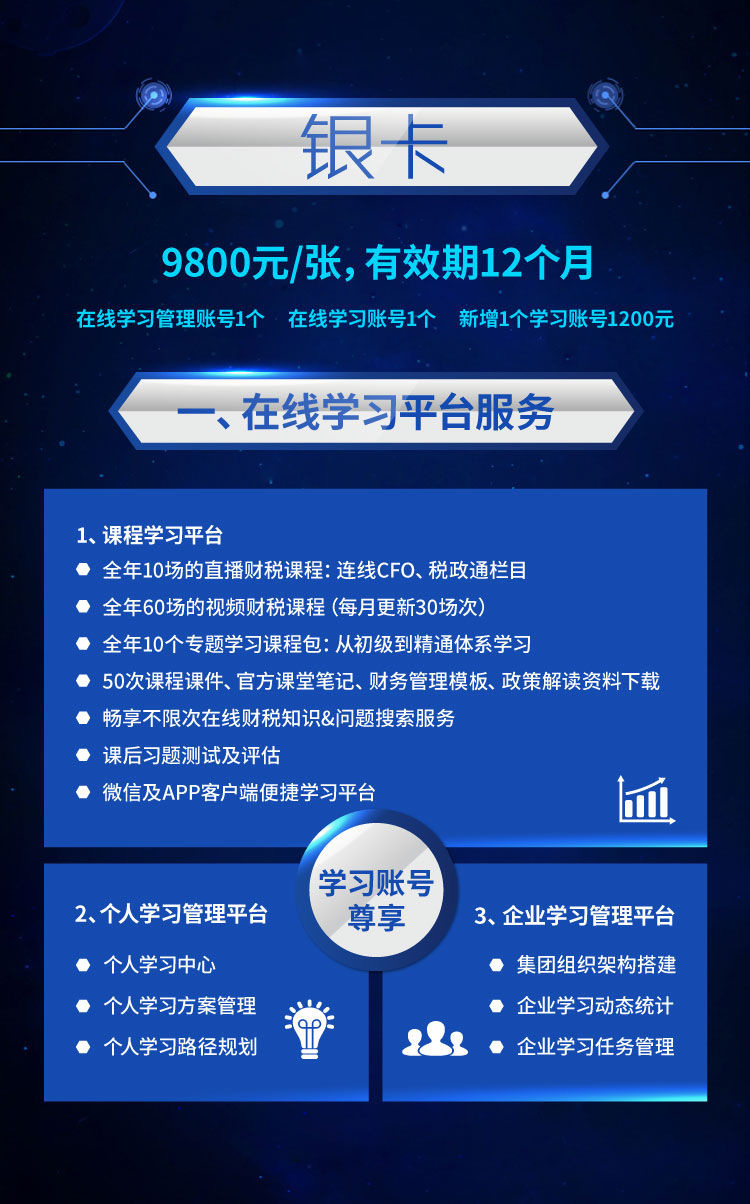 银卡
9800元/张，有效期12个月
在线学习管理账号1个 在线学习账号1个 新增1个学习账号1200元
一、在线学习平台服务
1、课程学习平台
全年10场的直播财税课程：连线CFO、税政通栏目
全年60场的视频财税课程（每月更新30场次）
全年10个专题学习课程包：从初级到精通体系学习
50次课程课件、官方课堂笔记、财务管理模板、政策解读资料下载
畅享不限次在线财税知识&问题搜索服务
课后习题测试及评估
微信及APP客户端便捷学习平台
学习账号
尊享
2、个人学习管理平台
个人学习中心
个人学习方案管理
个人学习路径规划
3、企业学习管理平台
集团组织架构搭建
企业学习动态统计
企业学习任务管理